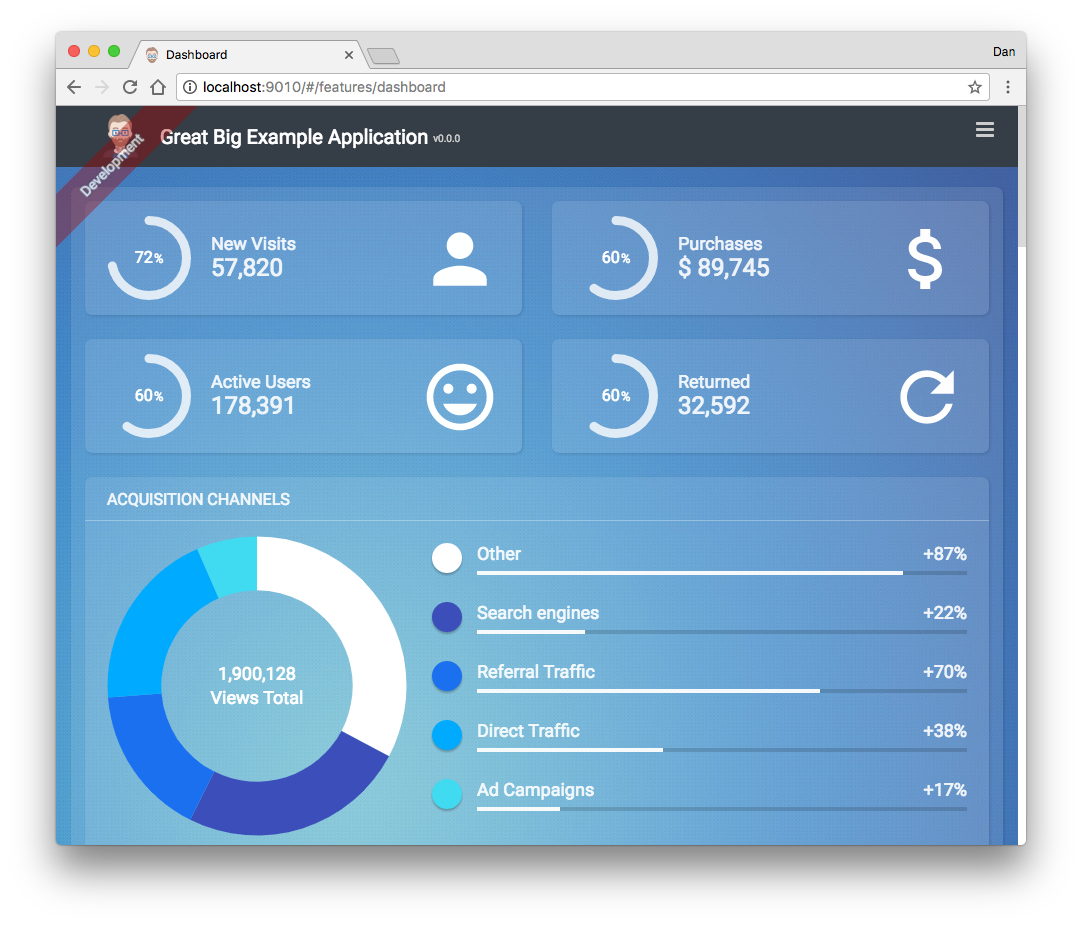 Dashboard
Dan
localhost:9010/#/features/dashboard
Great Big Example Application v0.0.0
Development
72%
New Visits
57,820
60%
Purchases
$ 89,745
$
60%
Active Users
178,391
60%
Returned
32,592
ACQUISITION CHANNELS
1,900,128
Views Total
Other +87%
Search engines +22%
Referral Traffic +70%
Direct Traffic +38%
Ad Campaigns +17%